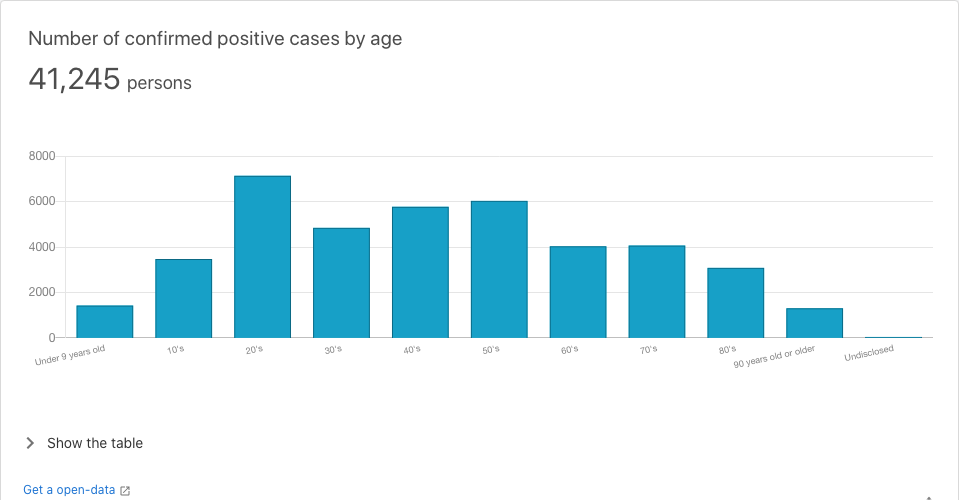 Number of confirmed positive cases by age
41,245 persons
8000
6000
4000
2000
0
Under 9 years old
10's
20's
30's
40's
50's
60's
70's
80's
90 years old or older
Undisclosed
Show the table
Get a open-data